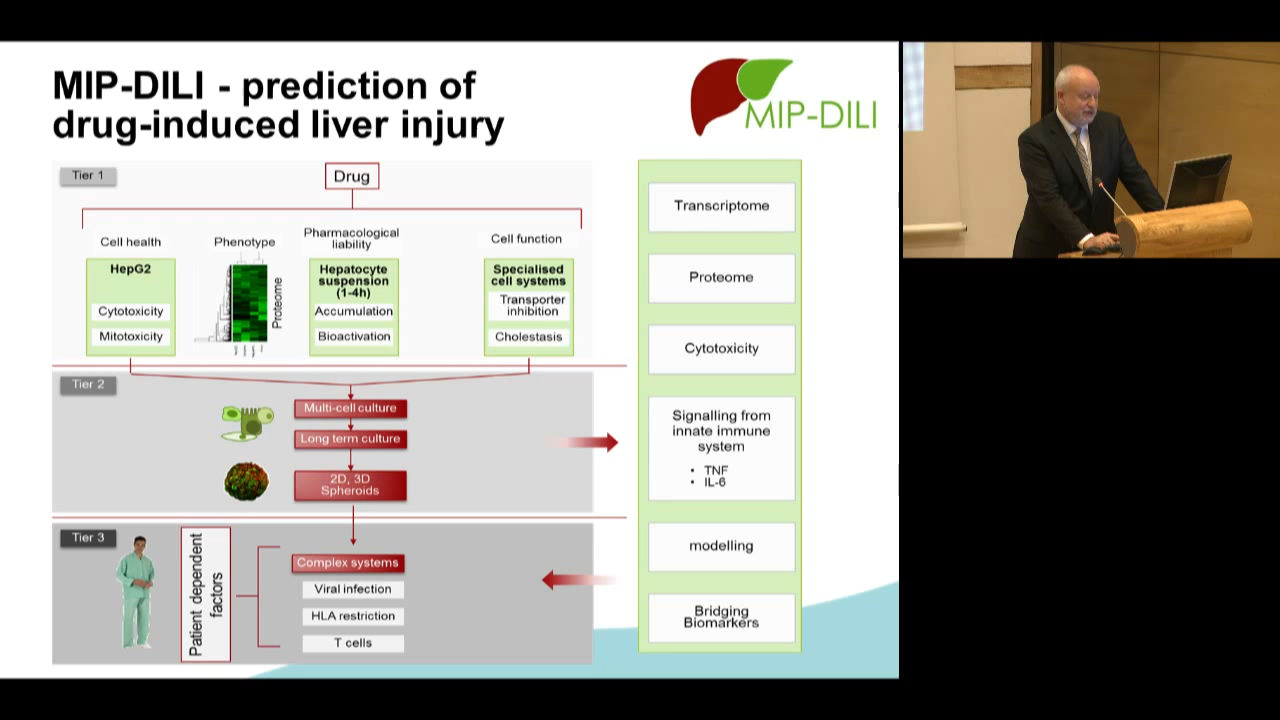 MIP-DILI - prediction of
drug-induced liver injury
MIP-DILI
Tier 1
Drug
Cell health
Phenotype
Pharmacological
liability
Cell function
HepG2
Cytotoxicity
Mitotoxicity
Proteome
Hepatocyte
suspension
(1-4h)
Accumulation
Bioactivation
Specialised
cell systems
Transporter
inhibition
Cholestasis
Tier 2
Multi-cell culture
Long term culture
2D, 3D
Spheroids
Tier 3
Patient dependent
factors
Complex systems
Viral infection
HLA restriction
T cells
Transcriptome
Proteome
Cytotoxicity
Signalling from
innate immune
system
• TNF
• IL-6
modelling
Bridging
Biomarkers